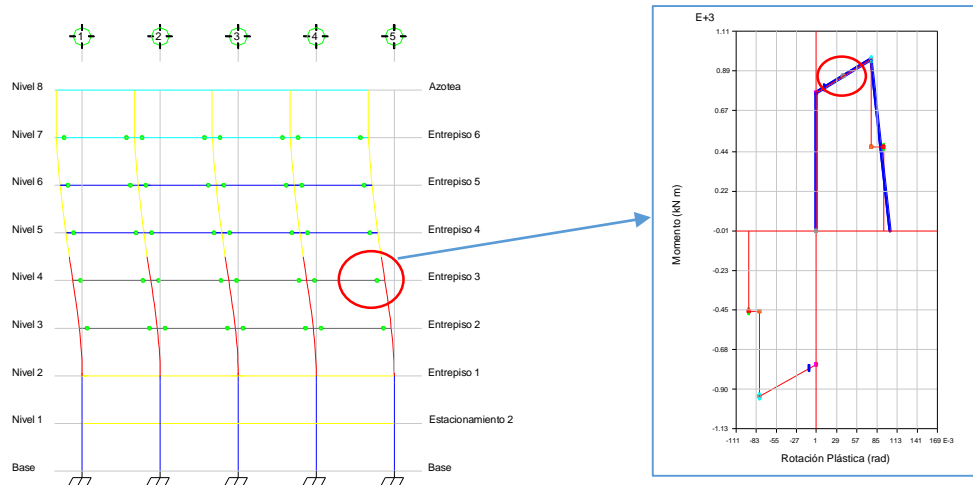 1 2 3 4 5
Nivel 8 Azotea
Nivel 7 Entrepiso 6
Nivel 6 Entrepiso 5
Nivel 5 Entrepiso 4
Nivel 4 Entrepiso 3
Nivel 3 Entrepiso 2
Nivel 2 Entrepiso 1
Nivel 1 Estacionamiento 2
Base Base
E+3
1.11
0.89
0.67
0.44
0.22
-0.01
-0.23
-0.45
-0.68
-0.90
-1.13
Momento (kN m)
-111 -83 -55 -27 1 29 57 85 113 141 169 E-3
Rotación Plástica (rad)